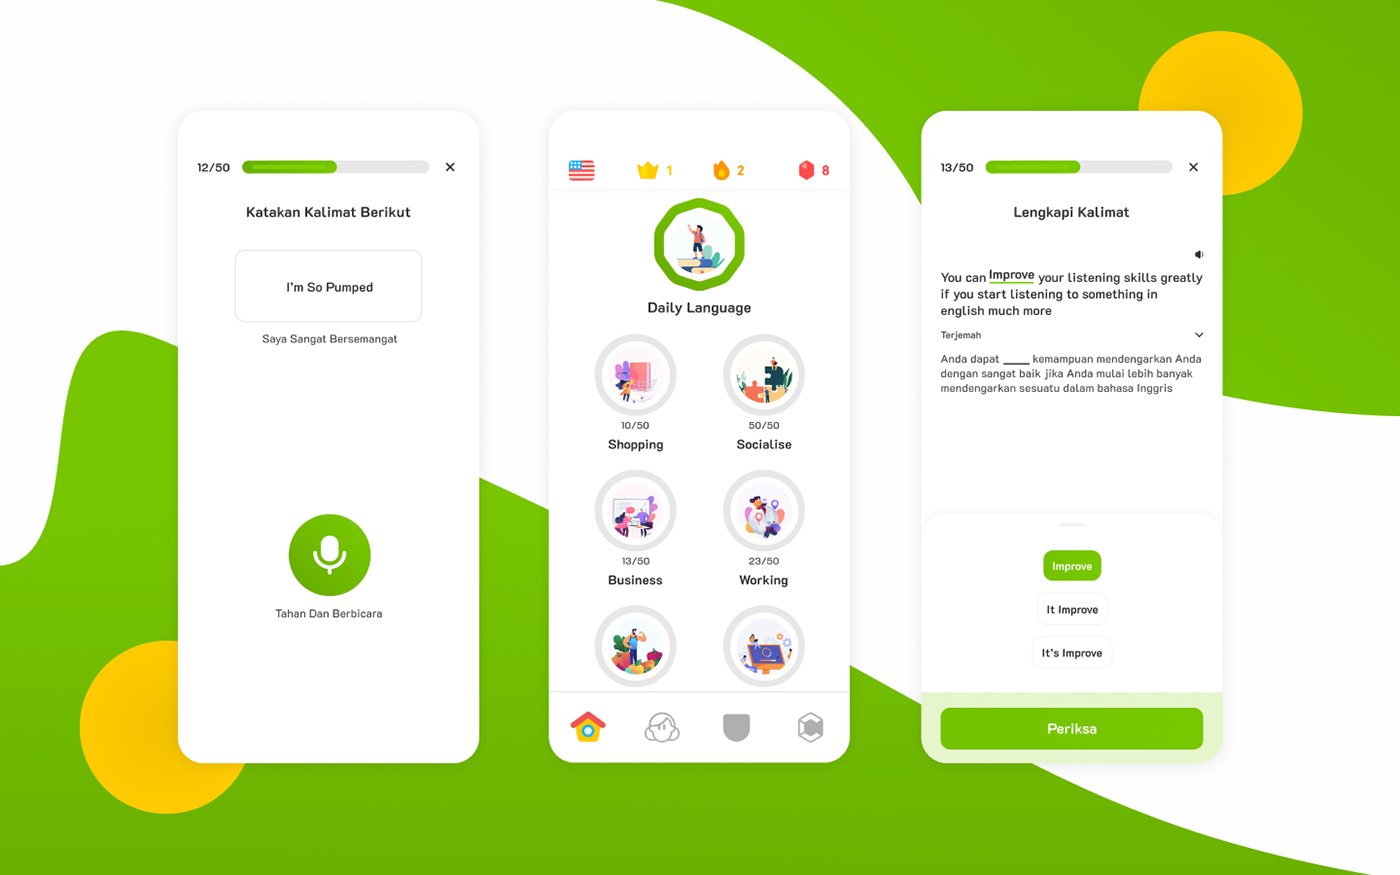 12/50
Katakan Kalimat Berikut
I'm So Pumped
Saya Sangat Bersemangat
Tahan Dan Berbicara
1 2 8
Daily Language
10/50 50/50
Shopping Socialise
13/50 23/50
Business Working
13/50
Lengkapi Kalimat
You can Improve your listening skills greatly
if you start listening to something in
english much more
Terjemah
Anda dapat ____ kemampuan mendengarkan Anda
dengan sangat baik jika Anda mulai lebih banyak
mendengarkan sesuatu dalam bahasa Inggris
Improve
It Improve
It's Improve
Periksa